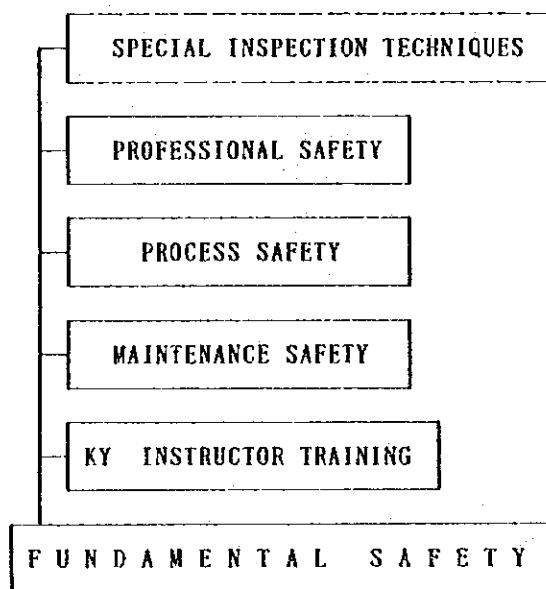 SPECIAL INSPECTION TECHNIQUES
PROFESSIONAL SAFETY
PROCESS SAFETY
MAINTENANCE SAFETY
KY INSTRUCTOR TRAINING
FUNDAMENTAL SAFETY